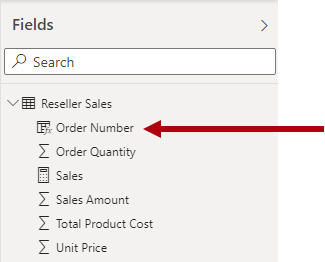 Fields
Search
Reseller Sales
Order Number
Order Quantity
Sales
Sales Amount
Total Product Cost
Unit Price